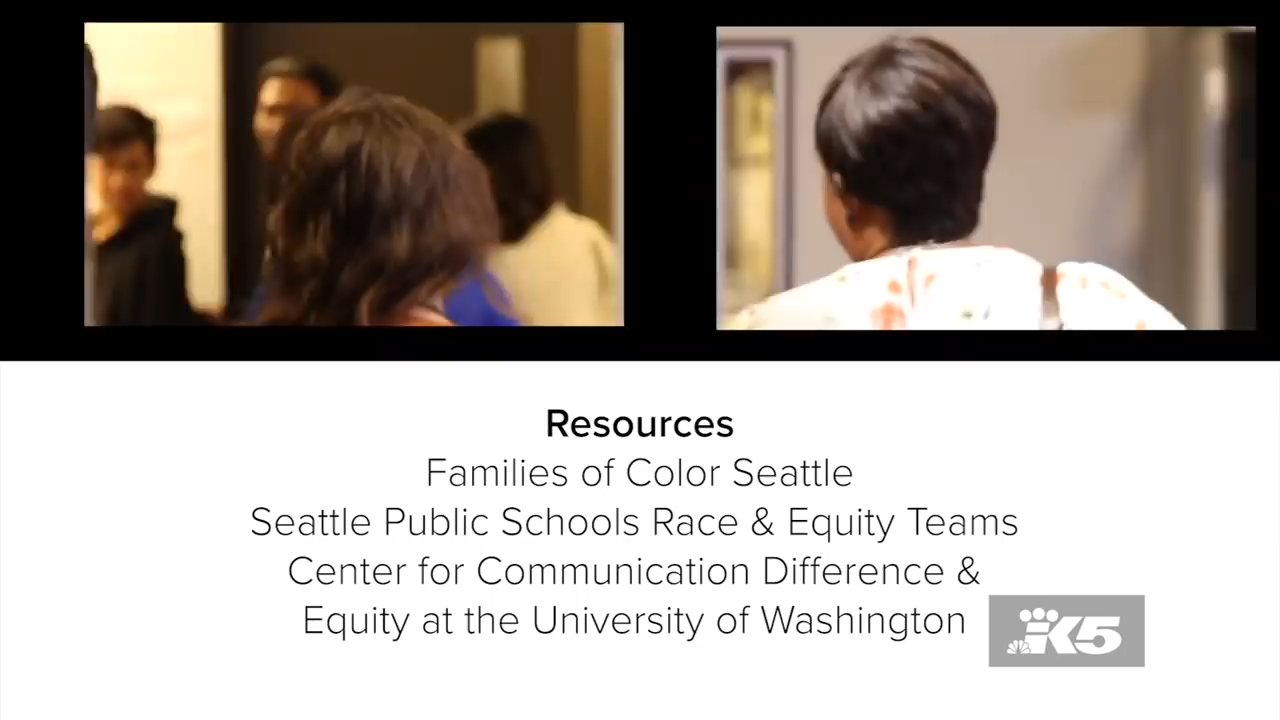 Resources
Families of Color Seattle
Seattle Public Schools Race & Equity Teams
Center for Communication Difference &
Equity at the University of Washington
K5